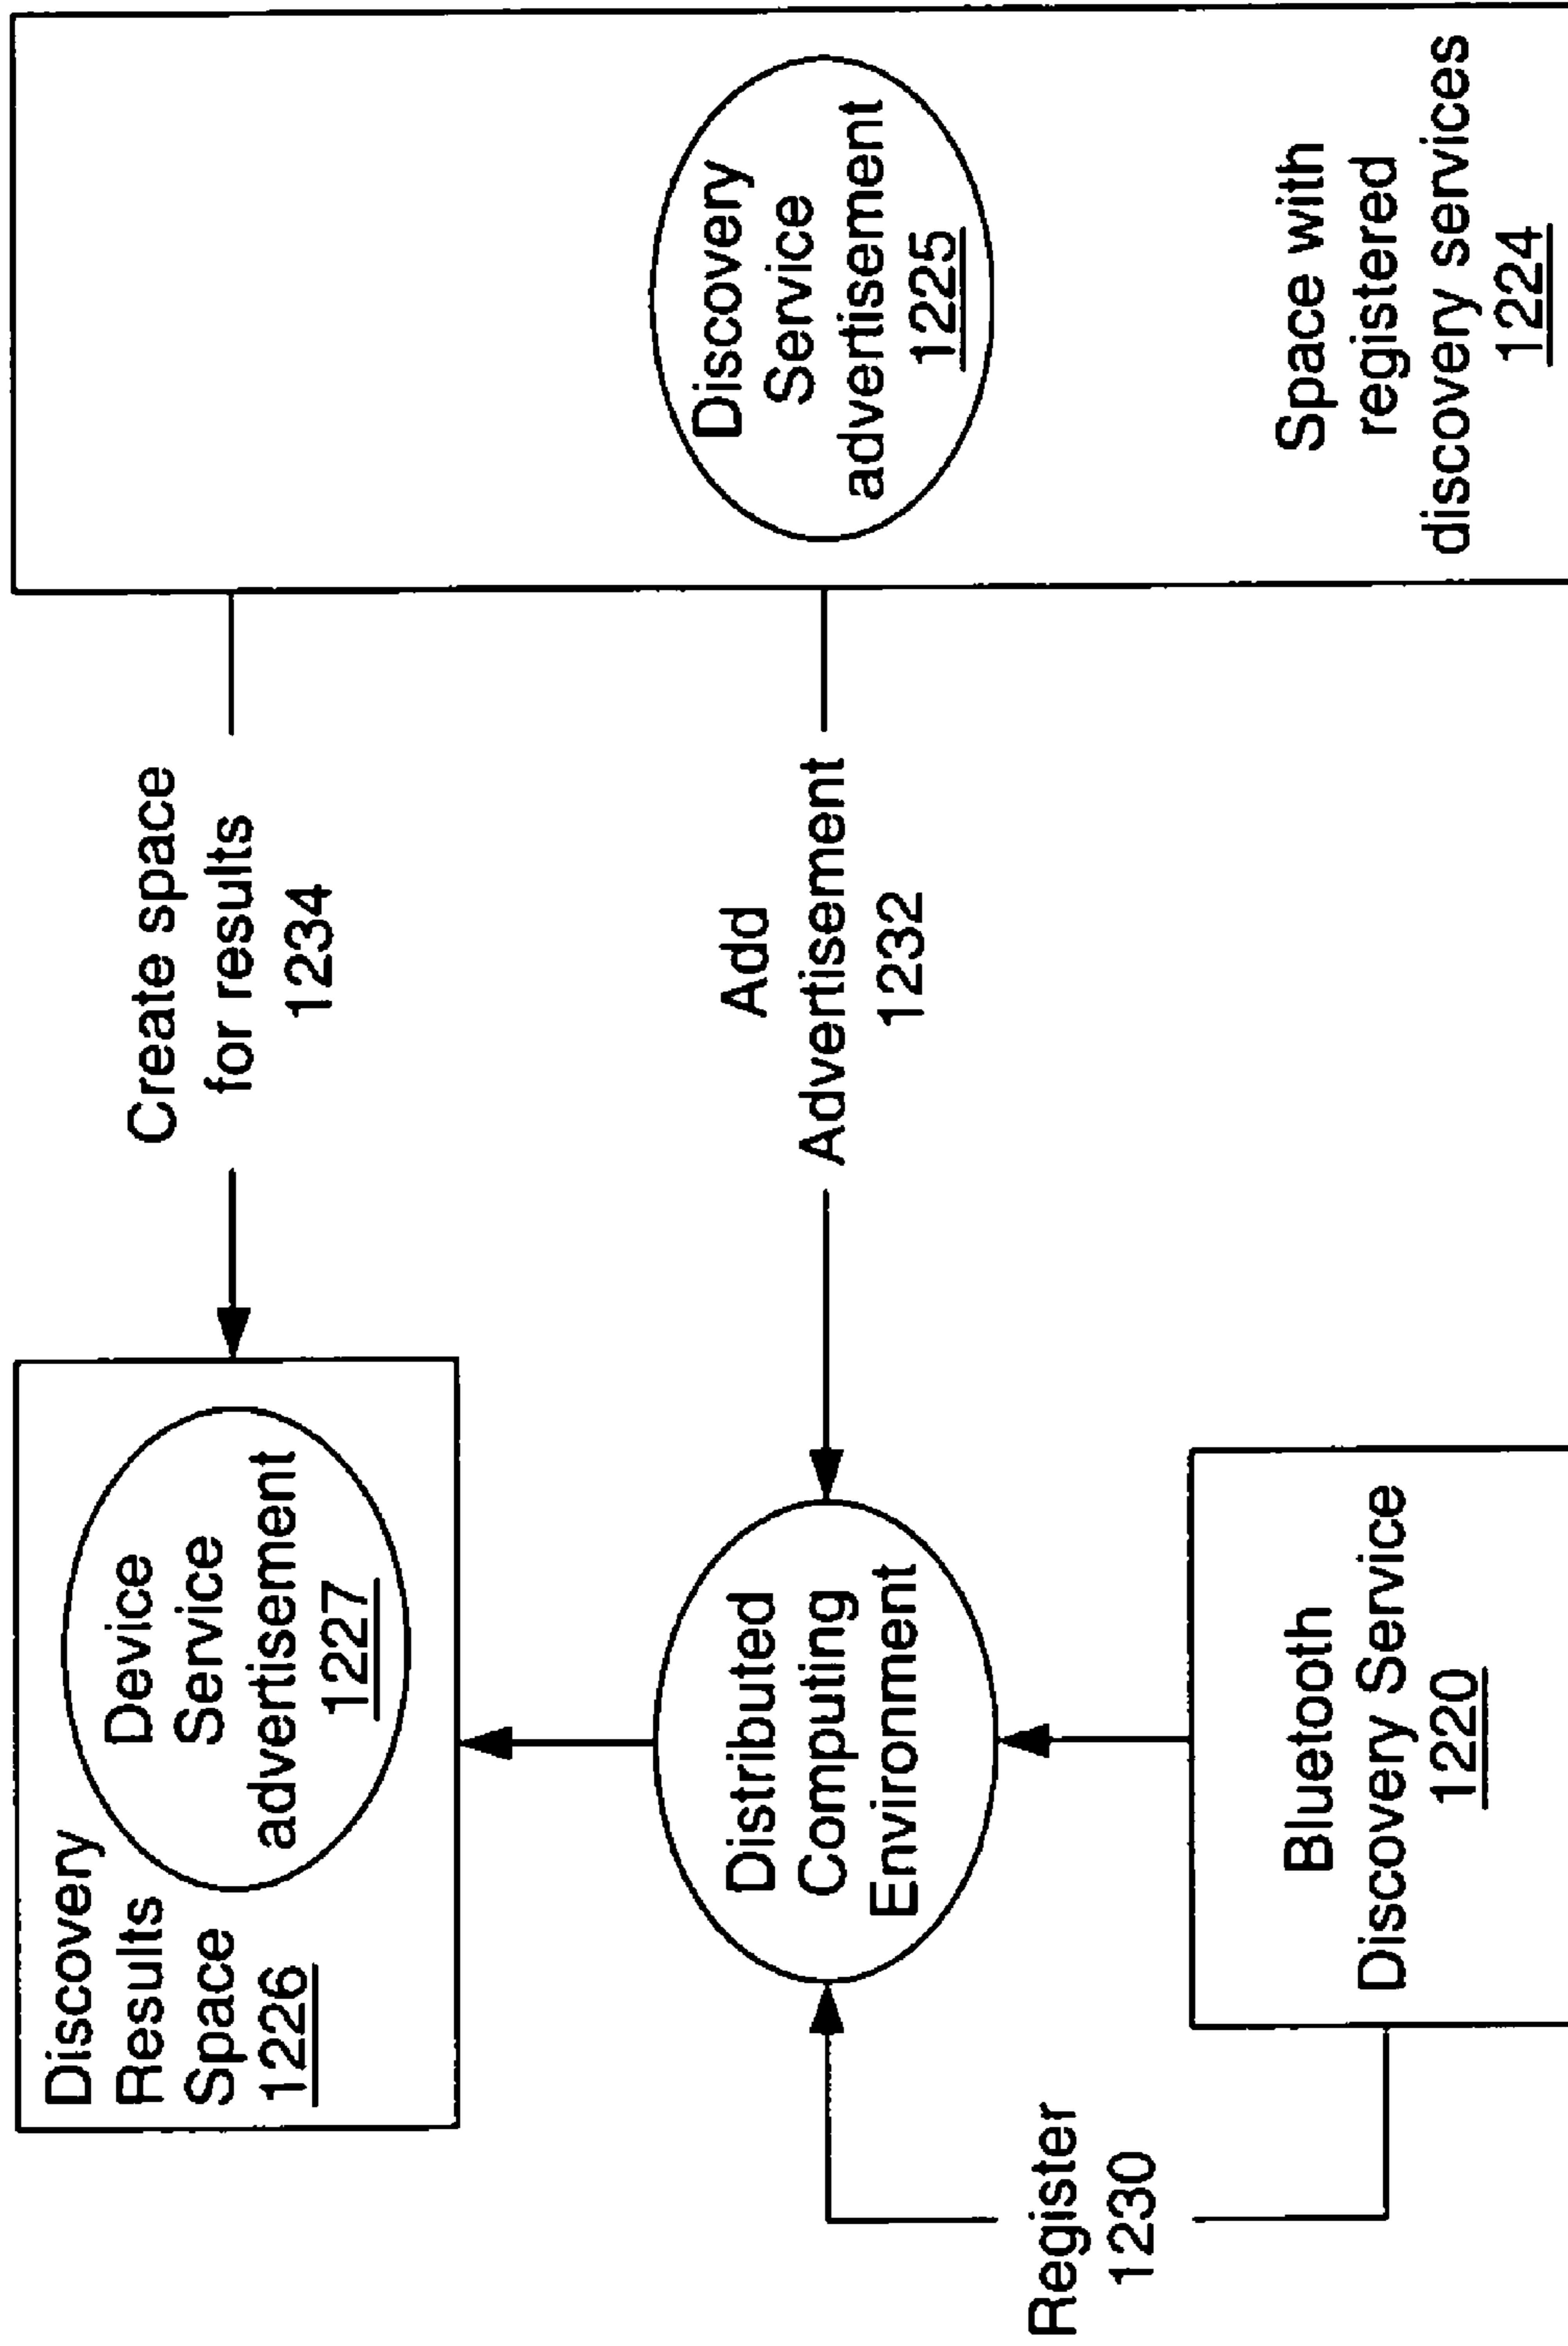 Discovery
Results
Space
1226
Device
Service
advertisement
1227
Create space
for results
1234
Distributed
Computing
Environment
Add
Advertisement
1232
Discovery
Service
advertisement
1225
Register
1230
Bluetooth
Discovery Service
1220
Space with
registered
discovery services
1224